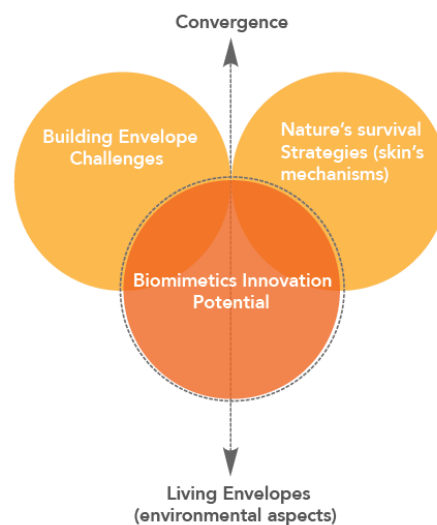 Convergence
Building Envelope
Challenges
Nature's survival
Strategies (skin's
mechanisms)
Biomimetics Innovation
Potential
Living Envelopes
(environmental aspects)